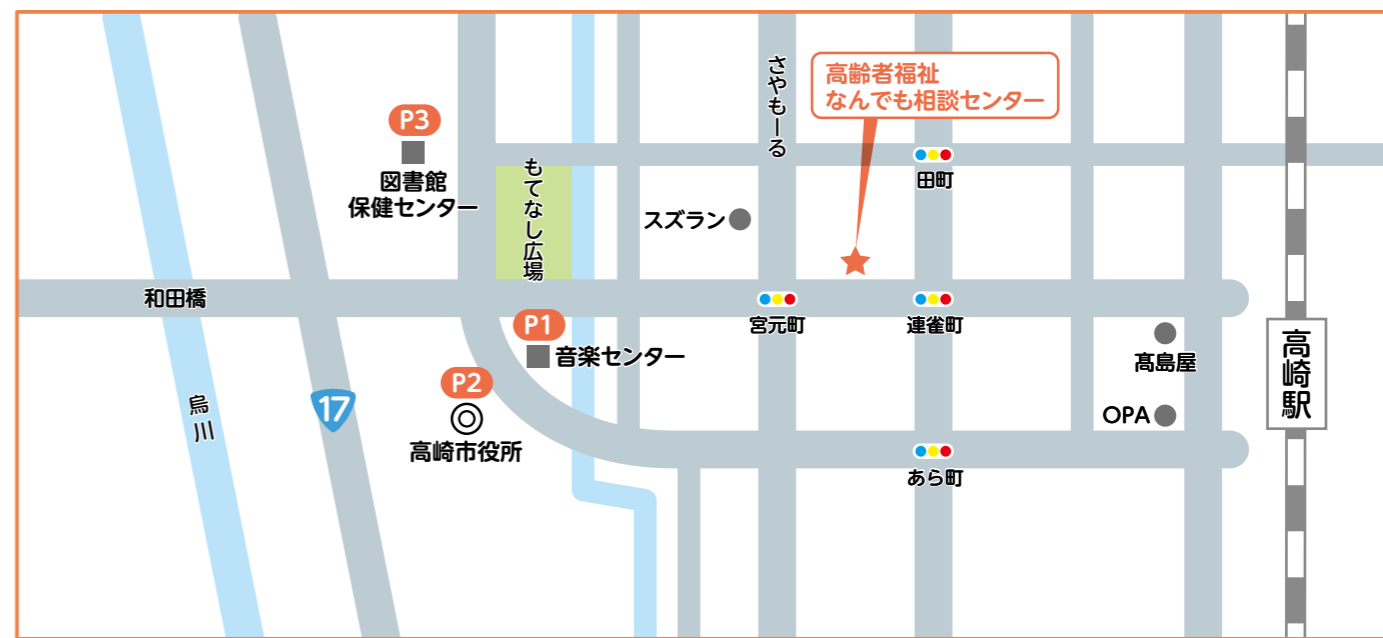 高齢者福祉
なんでも相談センター
さやもーる
P3
図書館
保健センター
もてなし広場
田町
スズラン
和田橋
宮元町
連雀町
P1
音楽センター
髙島屋
高崎駅
P2
17
烏川
OPA
高崎市役所
あら町